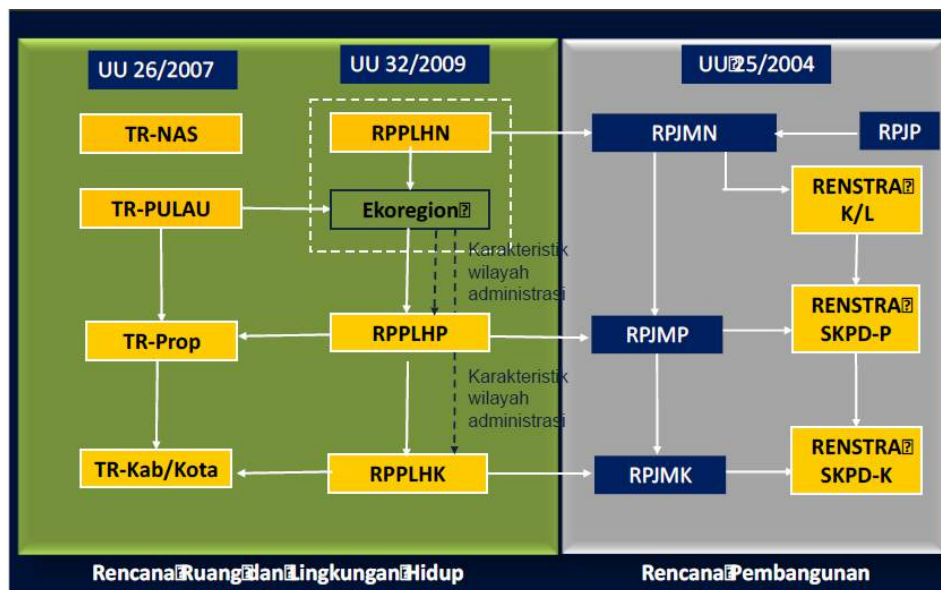 UU 26/2007
UU 32/2009
UU 25/2004
TR-NAS
RPPLHN
RPJMN
RPJP
TR-PULAU
Ekoregion
RENSTRA
K/L
Karakteristik
wilayah
administrasi
TR-Prop
RPPLHP
RPJMP
RENSTRA
SKPD-P
Karakteristik
wilayah
administrasi
TR-Kab/Kota
RPPLHK
RPJMK
RENSTRA
SKPD-K
Rencana Ruang dan Lingkungan Hidup
Rencana Pembangunan